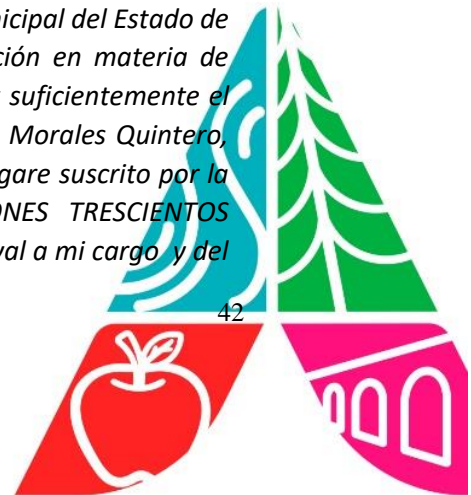 nicipal del Estado de
ción en materia de
suficientemente el
Morales Quintero,
gare suscrito por la
ONES TRESCIENTOS
val a mi cargo y del
42